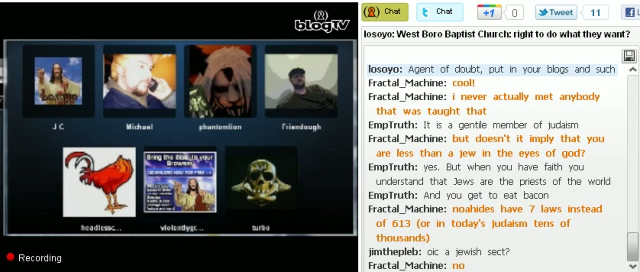 blogTV
J C
Michael
phantomlion
Friendough
Bring the Bible to your
Browser!
DOWNLOAD NOW FOR FREE
headlessc...
violentlygr...
turbo
Recording
Chat
Chat
+1
0
Tweet
11
losoyo: West Boro Baptist Church: right to do what they want?
losoyo: Agent of doubt, put in your blogs and such
Fractal_Machine: cool!
Fractal_Machine: i never actually met anybody
that was taught that
EmpTruth: It is a gentile member of judaism
Fractal_Machine: but doesn't it imply that you
are less than a jew in the eyes of god?
EmpTruth: yes. But when you have faith you
understand that Jews are the priests of the world
EmpTruth: And you get to eat bacon
Fractal_Machine: noahides have 7 laws instead
of 613 (or in today's judaism tens of
thousands)
jimthepleb: oic a jewish sect?
Fractal_Machine: no